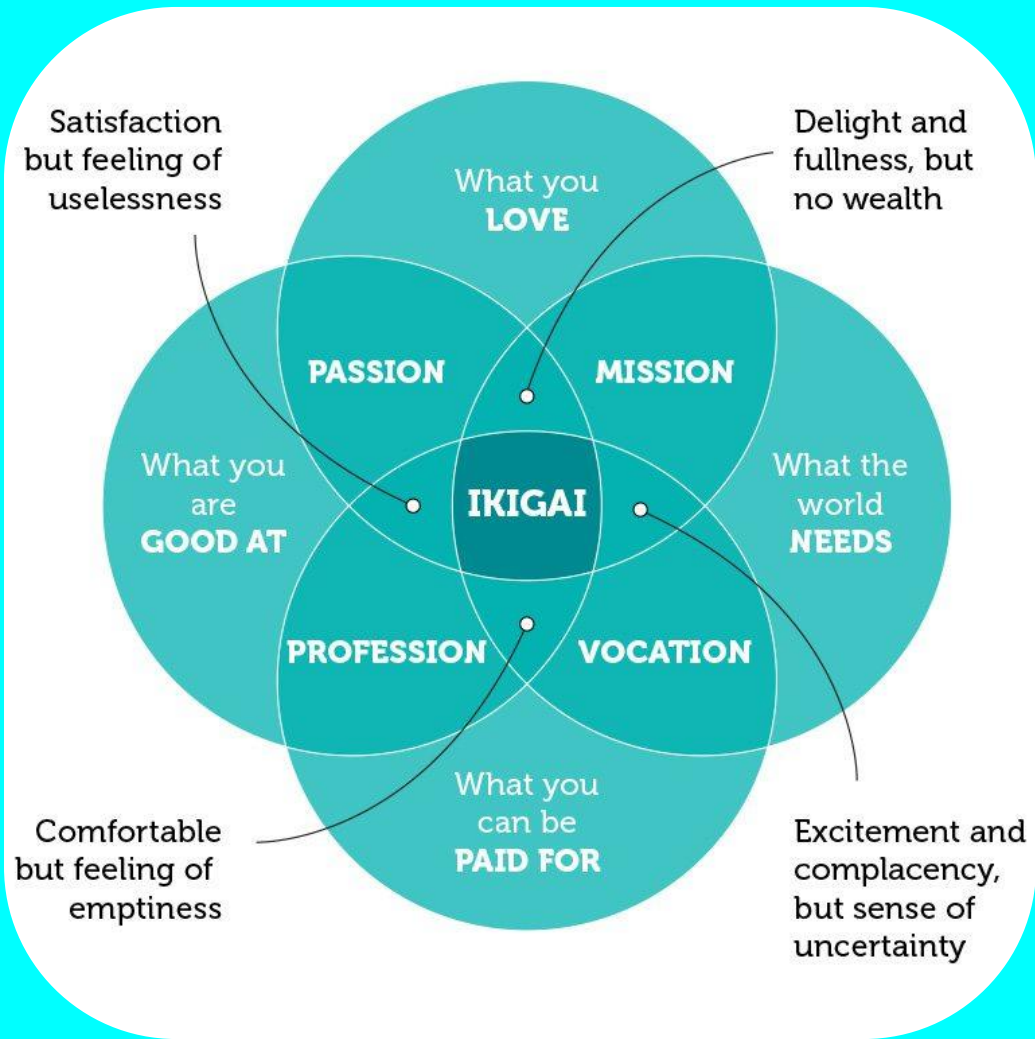 Satisfaction
but feeling of
uselessness
Delight and
fullness, but
no wealth
What you
LOVE
PASSION
MISSION
What you
are
GOOD AT
IKIGAI
What the
world
NEEDS
PROFESSION
VOCATION
What you
can be
PAID FOR
Comfortable
but feeling of
emptiness
Excitement and
complacency,
but sense of
uncertainty